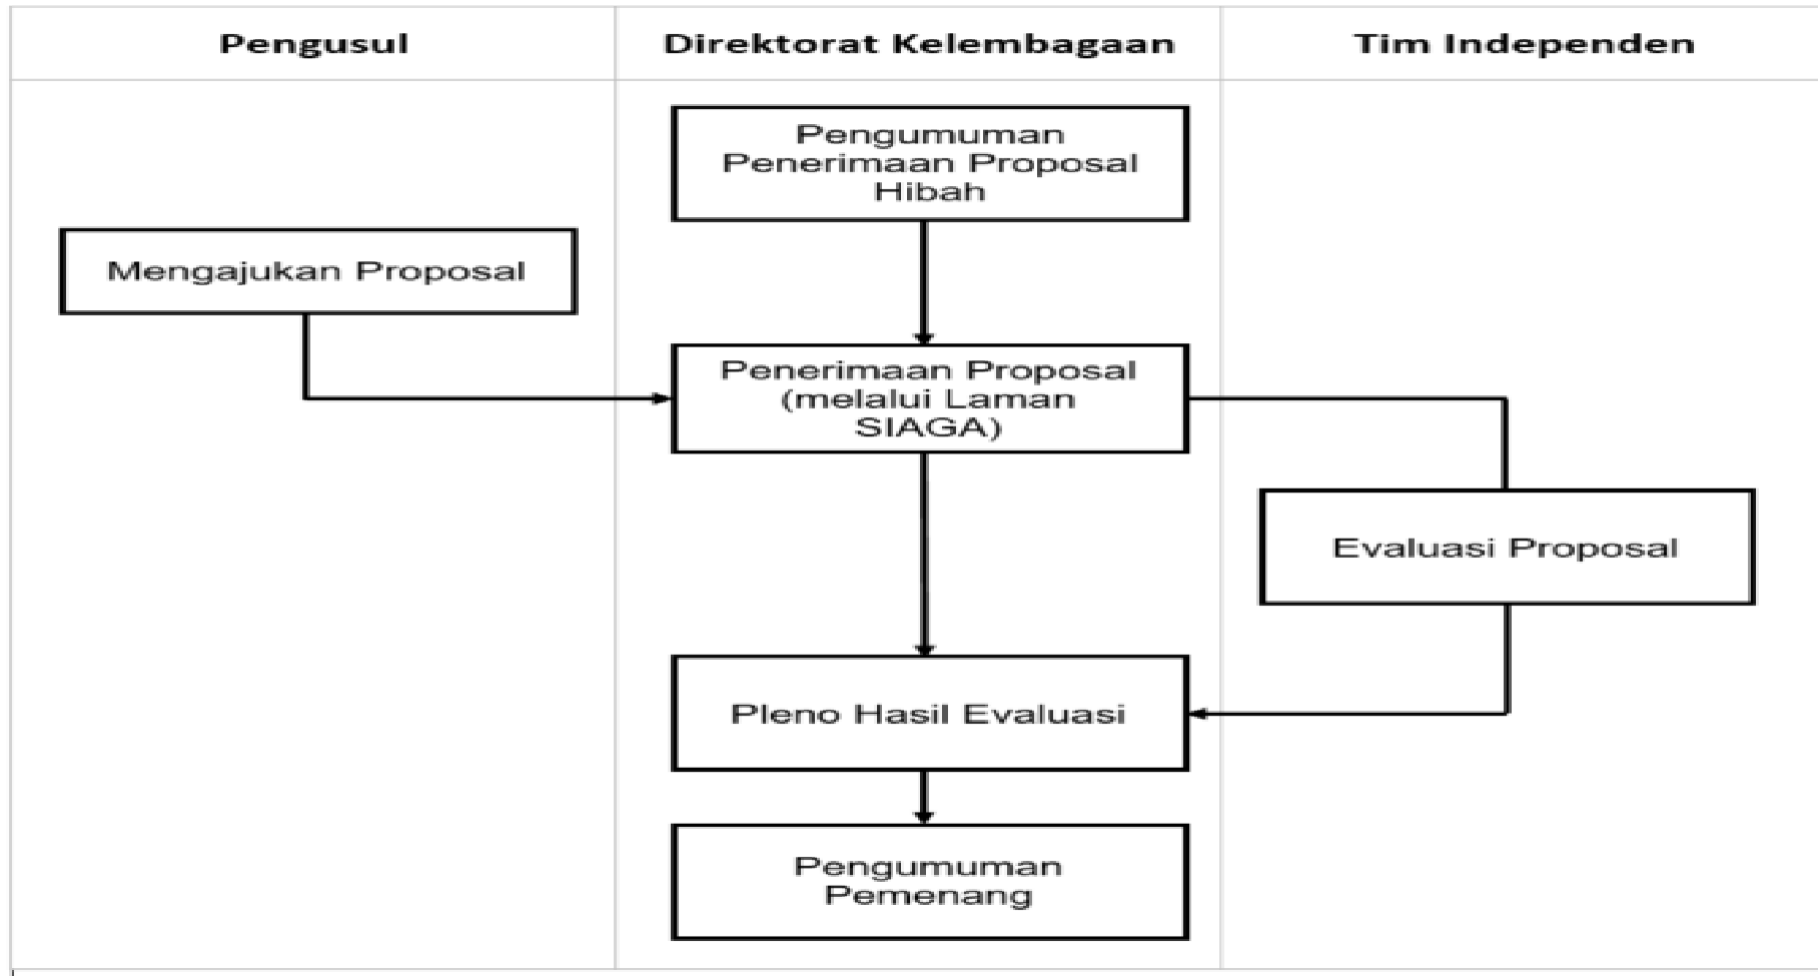 Pengusul
Direktorat Kelembagaan
Tim Independen
Pengumuman
Penerimaan Proposal
Hibah
Mengajukan Proposal
Penerimaan Proposal
(melalui Laman
SIAGA)
Evaluasi Proposal
Pleno Hasil Evaluasi
Pengumuman
Pemenang